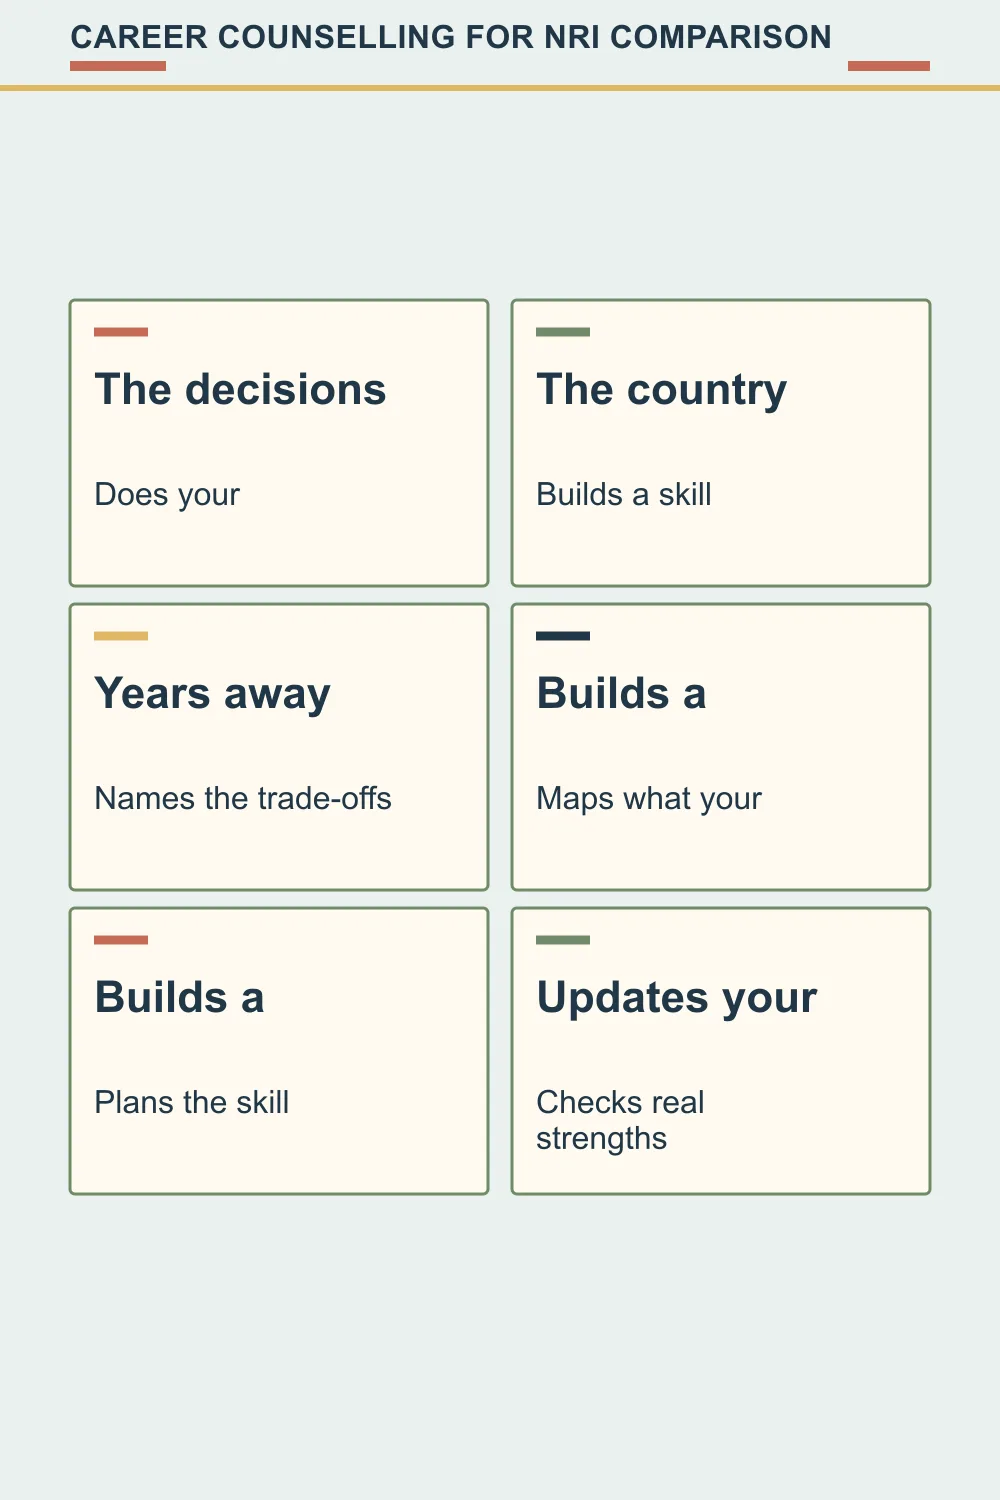 CAREER COUNSELLING FOR NRI COMPARISON
The decisions
Does your
The country
Builds a skill
Years away
Names the trade-offs
Builds a
Maps what your
Builds a
Plans the skill
Updates your
Checks real
strengths